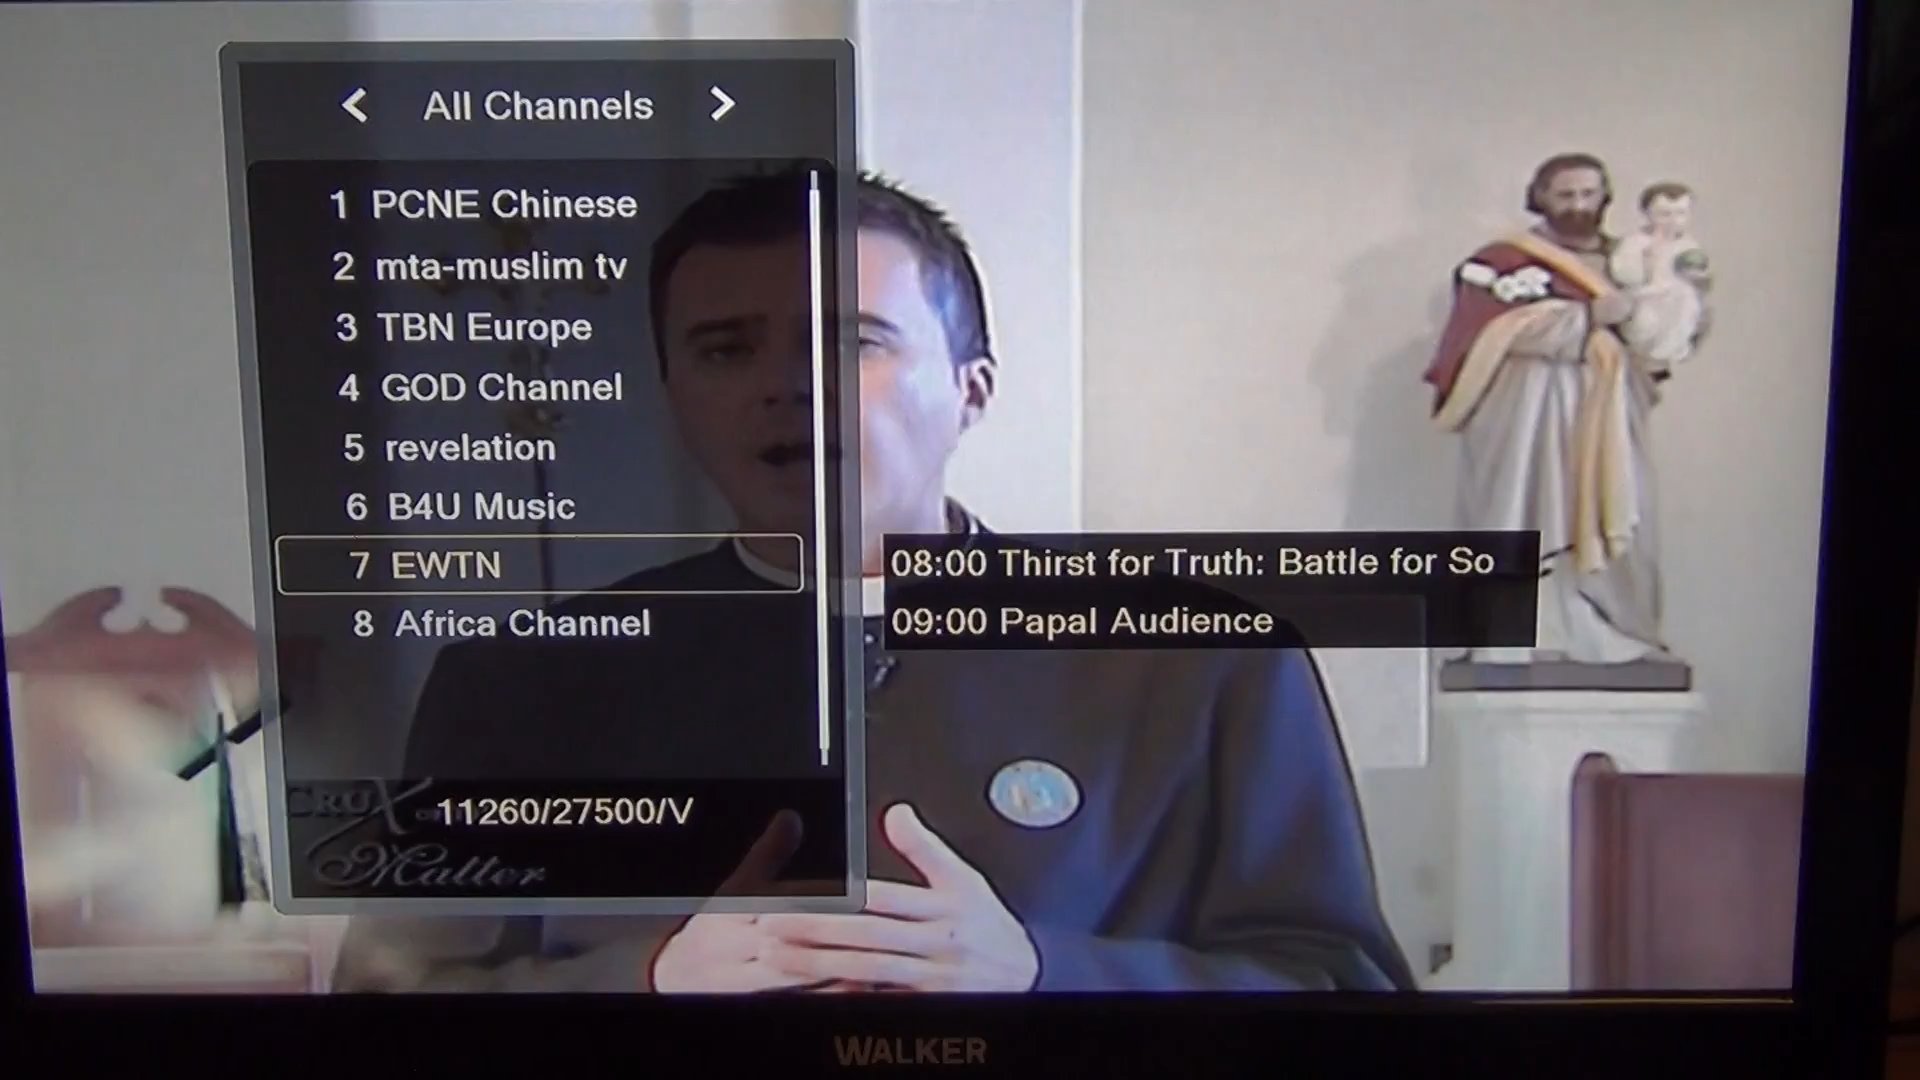 All Channels
1 PCNE Chinese
2 mta-muslim tv
3 TBN Europe
4 GOD Channel
5 revelation
6 B4U Music
7 EWTN
8 Africa Channel
08:00 Thirst for Truth: Battle for So
09:00 Papal Audience
11260/27500/V
CRUX
Matter
WALKER